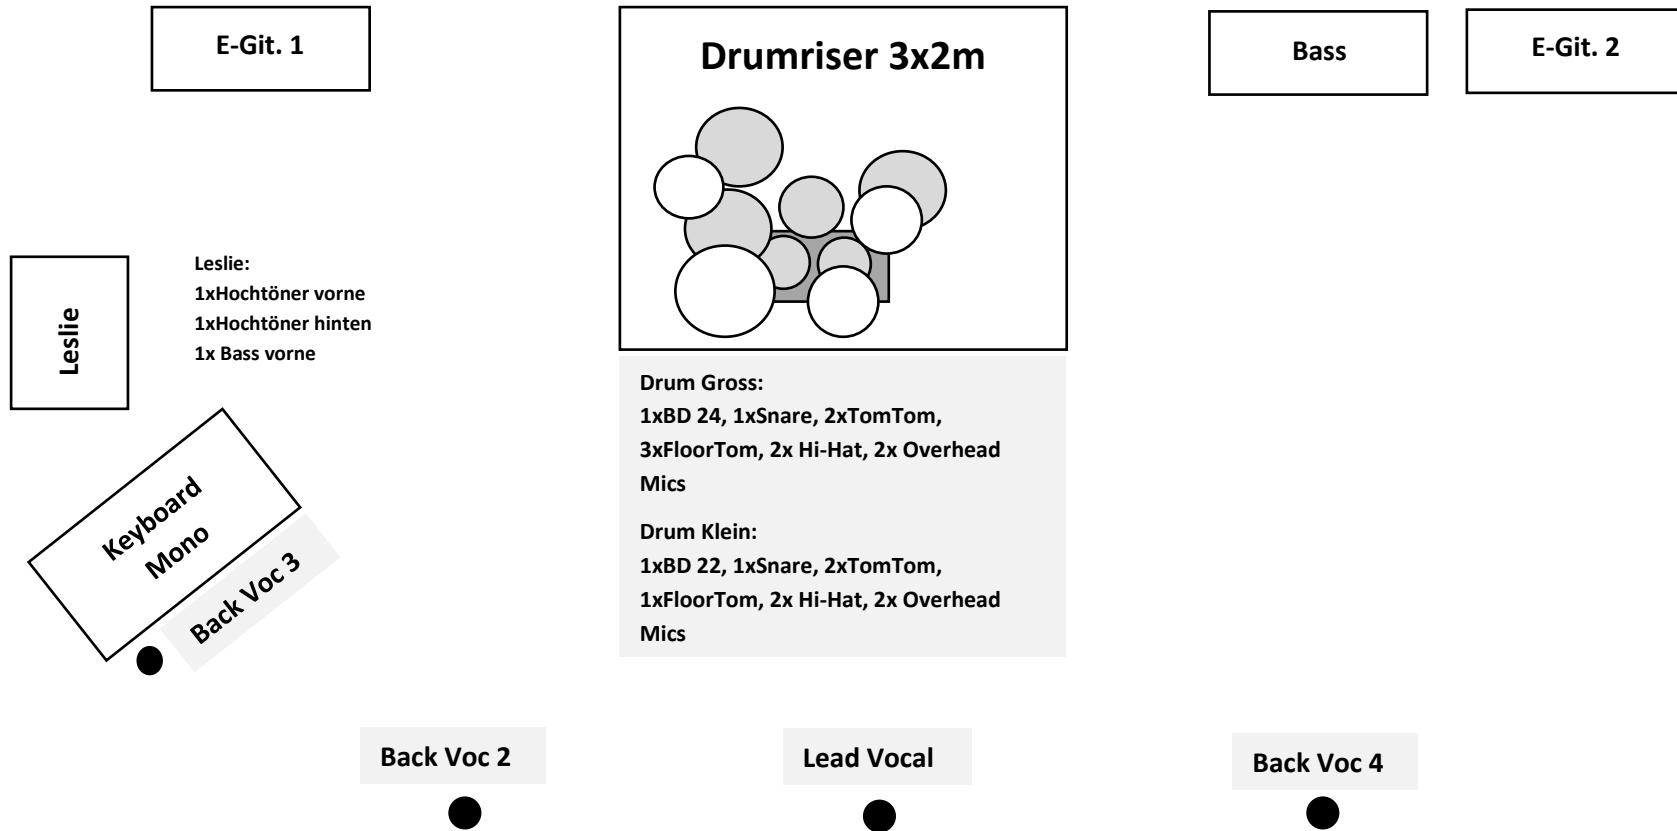 E-Git. 1
Drumriser 3x2m
Bass
E-Git. 2
Leslie
Leslie:
1xHochtöner vorne
1xHochtöner hinten
1x Bass vorne
Drum Gross:
1xBD 24, 1xSnare, 2xTomTom,
3xFloorTom, 2x Hi-Hat, 2x Overhead
Mics
Drum Klein:
1xBD 22, 1xSnare, 2xTomTom,
1xFloorTom, 2x Hi-Hat, 2x Overhead
Mics
Keyboard
Mono
Back Voc 3
Back Voc 2
Lead Vocal
Back Voc 4